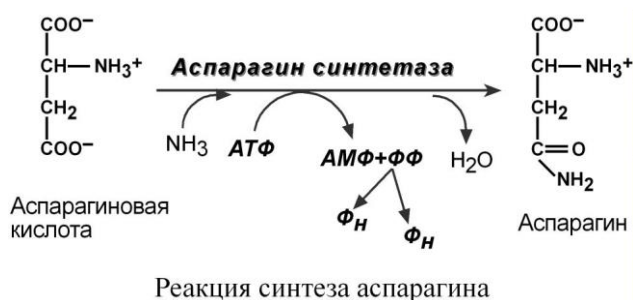 COO⁻
CH—NH₃⁺
CH₂
COO⁻
Аспарагиновая
кислота
Аспарагин синтетаза
NH₃
АТФ
АМФ+ФФ
Фн
Фн
H₂O
COO⁻
CH—NH₃⁺
CH₂
C=O
NH₂
Аспарагин
Реакция синтеза аспарагина